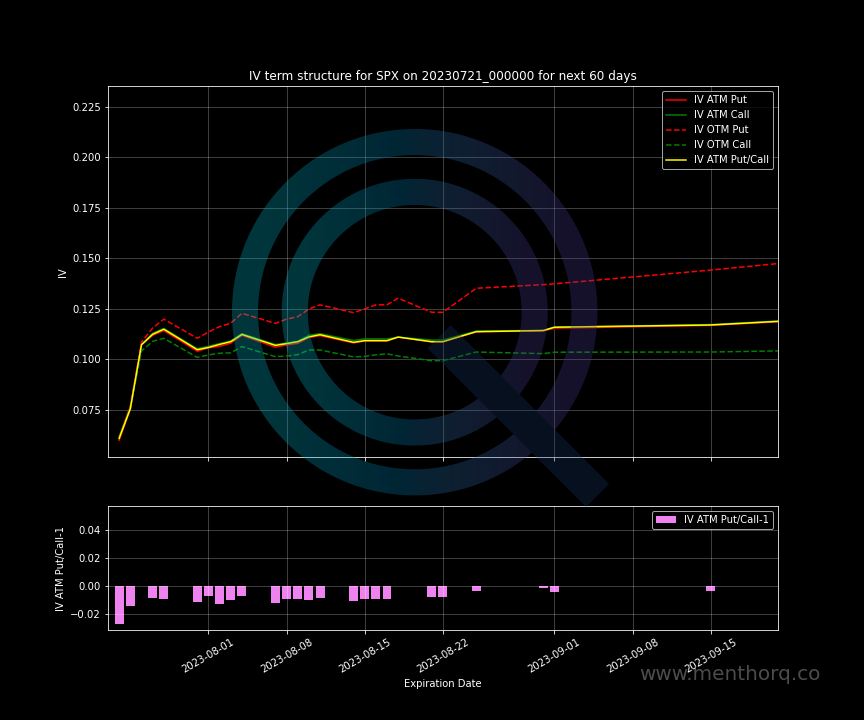 IV term structure for SPX on 20230721_000000 for next 60 days
IV ATM Put
IV ATM Call
IV OTM Put
IV OTM Call
IV ATM Put/Call
0.225
0.200
0.175
0.150
0.125
0.100
0.075
IV
IV ATM Put/Call-1
0.04
0.02
0.00
−0.02
IV ATM Put/Call-1
2023-08-01
2023-08-08
2023-08-15
2023-08-22
2023-09-01
2023-09-08
2023-09-15
Expiration Date
www.menthorq.co